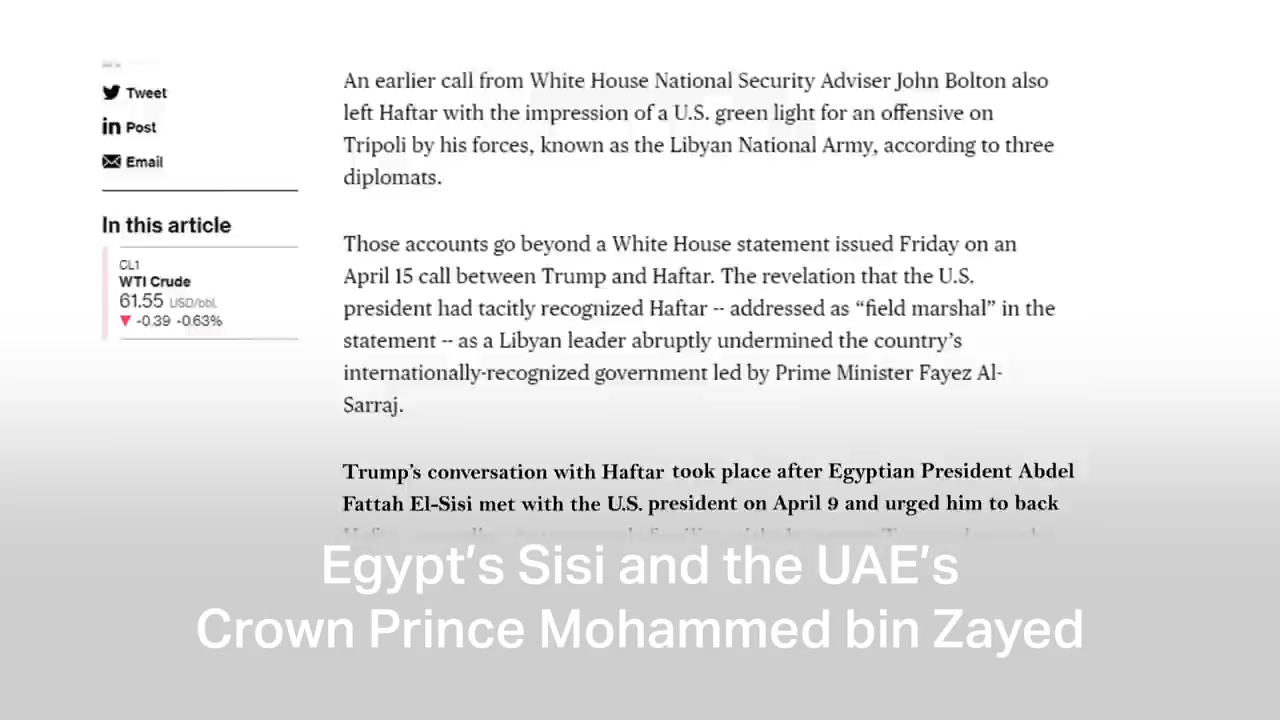 Tweet
Post
Email
In this article
CL1
WTI Crude
61.55 USD/bbl.
▼ -0.39 -0.63%
An earlier call from White House National Security Adviser John Bolton also
left Haftar with the impression of a U.S. green light for an offensive on
Tripoli by his forces, known as the Libyan National Army, according to three
diplomats.
Those accounts go beyond a White House statement issued Friday on an
April 15 call between Trump and Haftar. The revelation that the U.S.
president had tacitly recognized Haftar -- addressed as “field marshal” in the
statement -- as a Libyan leader abruptly undermined the country’s
internationally-recognized government led by Prime Minister Fayez Al-
Sarraj.
Trump’s conversation with Haftar took place after Egyptian President Abdel
Fattah El-Sisi met with the U.S. president on April 9 and urged him to back
Egypt’s Sisi and the UAE’s
Crown Prince Mohammed bin Zayed